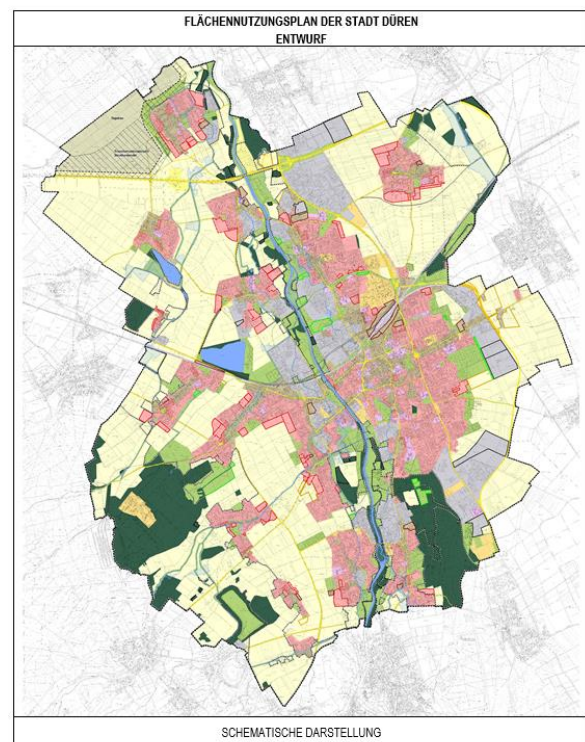 FLÄCHENNUTZUNGSPLAN DER STADT DÜREN
ENTWURF
SCHEMATISCHE DARSTELLUNG